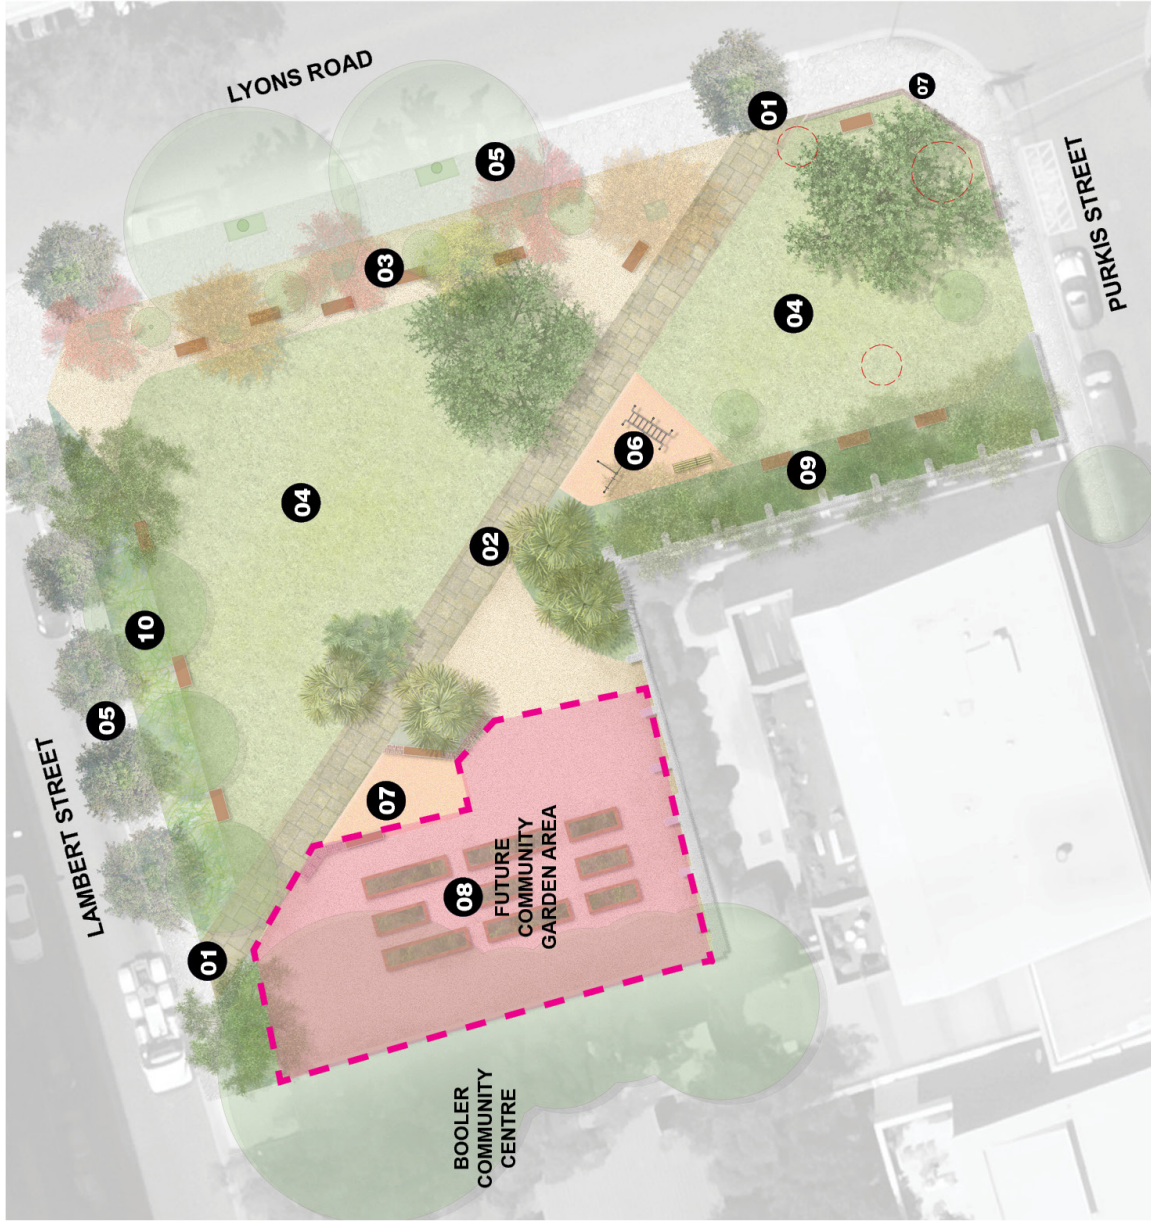 LYONS ROAD
07
01
05
PURKIS STREET
03
04
06
09
04
02
10
05
LAMBERT STREET
07
08
FUTURE
COMMUNITY
GARDEN AREA
01
BOOLER
COMMUNITY
CENTRE